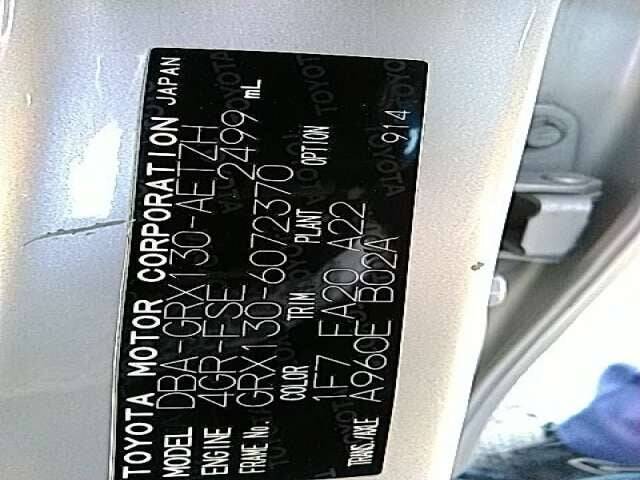 TOYOTA MOTOR CORPORATION JAPAN
MODEL DBA-GRX130-AETZH
ENGINE 4GR-FSE 2499 mL
FRAME No. GRX130-6072370
COLOR TRIM PLANT OPTION
1F7 FA20 A22
TRANS./AXLE A960E B02A 914